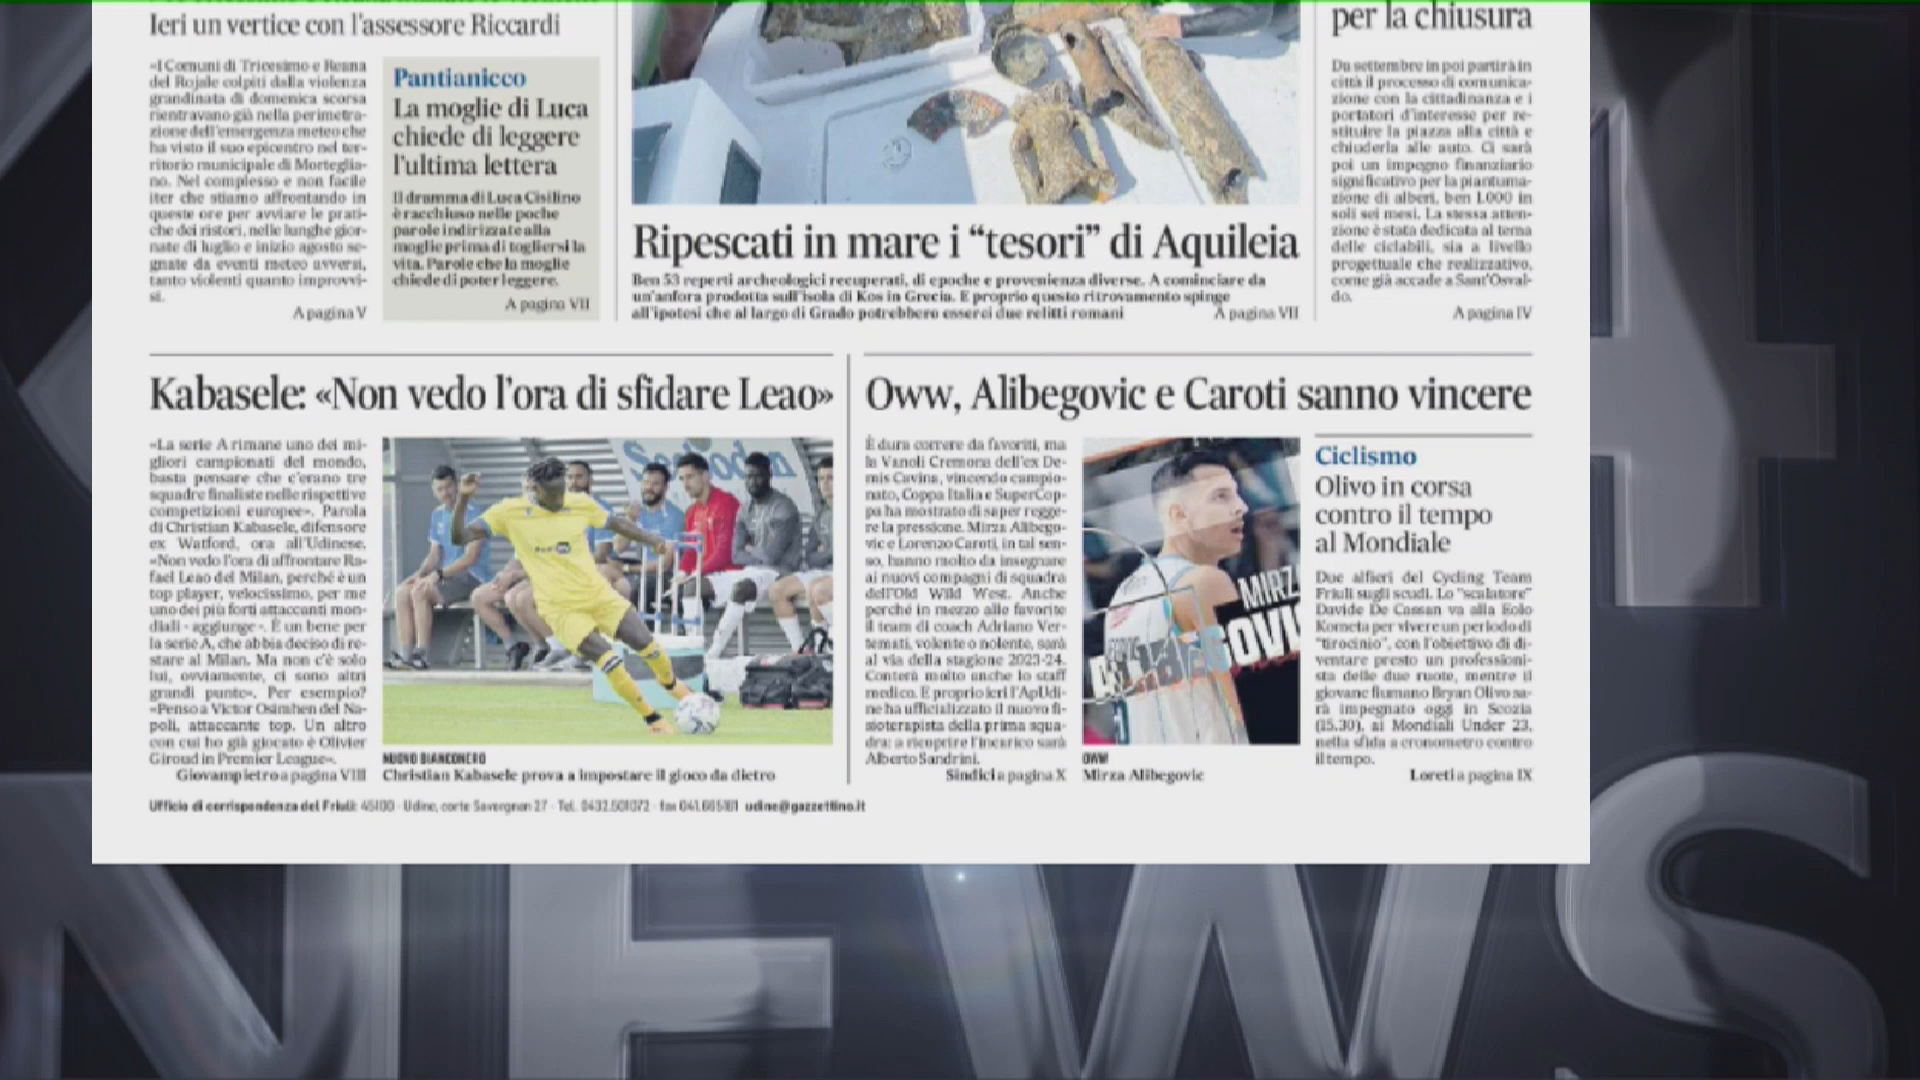 Ieri un vertice con l'assessore Riccardi
«I Comuni di Tricesimo e Reana
del Rojale colpiti dalla violenza
grandinata di domenica scorsa
rientravano già nella perimetra-
zione dell'emergenza meteo che
ha visto il suo epicentro nel ter-
ritorio municipale di Morteglia-
no. Nel complesso e non facile
iter che stiamo affrontando in
queste ore per avviare le prati-
che dei ristori, nelle lunghe gior-
nate di luglio e inizio agosto se-
gnate da eventi meteo avversi,
tanto violenti quanto improvvi-
si.
A pagina V
Pantianicco
La moglie di Luca
chiede di leggere
l'ultima lettera
Il dramma di Luca Cisilino
è racchiuso nelle poche
parole indirizzate alla
moglie prima di togliersi la
vita. Parole che la moglie
chiede di poter leggere.
A pagina VII
Ripescati in mare i “tesori” di Aquileia
Ben 53 reperti archeologici recuperati, di epoche e provenienza diverse. A cominciare da
un'anfora prodotta sull'isola di Kos in Grecia. E proprio questo ritrovamento spinge
all'ipotesi che al largo di Grado potrebbero esserci due relitti romani
A pagina VII
per la chiusura
Da settembre in poi partirà in
città il processo di comunica-
zione con la cittadinanza e i
portatori d'interesse per re-
stituire la piazza alla città e
chiuderla alle auto. Ci sarà
poi un impegno finanziario
significativo per la piantuma-
zione di alberi, ben 1.000 in
soli sei mesi. La stessa atten-
zione è stata dedicata al tema
delle ciclabili, sia a livello
progettuale che realizzativo,
come già accade a Sant'Osval-
do.
A pagina IV
Kabasele: «Non vedo l'ora di sfidare Leao»
«La serie A rimane uno dei mi-
gliori campionati del mondo,
basta pensare che c'erano tre
squadre finaliste nelle rispettive
competizioni europee». Parola
di Christian Kabasele, difensore
ex Watford, ora all'Udinese.
«Non vedo l'ora di affrontare Ra-
fael Leao del Milan, perché è un
top player, velocissimo, per me
uno dei più forti attaccanti mon-
diali - aggiunge -. È un bene per
la serie A, che abbia deciso di re-
stare al Milan. Ma non c'è solo
lui, ovviamente, ci sono altri
grandi punte». Per esempio?
«Penso a Victor Osimhen del Na-
poli, attaccante top. Un altro
con cui ho già giocato è Olivier
Giroud in Premier League».
Giovampietro a pagina VIII
NUOVO BIANCONERO
Christian Kabasele prova a impostare il gioco da dietro
Oww, Alibegovic e Caroti sanno vincere
È dura correre da favoriti, ma
la Vanoli Cremona dell'ex De-
mis Cavina, vincendo campio-
nato, Coppa Italia e SuperCop-
pa ha mostrato di saper regge-
re la pressione. Mirza Alibego-
vic e Lorenzo Caroti, in tal sen-
so, hanno molto da insegnare
ai nuovi compagni di squadra
dell'Old Wild West. Anche
perché in mezzo alle favorite
il team di coach Adriano Ver-
temati, volente o nolente, sarà
al via della stagione 2023-24.
Conterà molto anche lo staff
medico. E proprio ieri l'ApUdi-
ne ha ufficializzato il nuovo fi-
sioterapista della prima squa-
dra: a ricoprire l'incarico sarà
Alberto Sandrini.
Sindici a pagina X
MIRZ
GOVI
OWW
Mirza Alibegovic
Ciclismo
Olivo in corsa
contro il tempo
al Mondiale
Due alfieri del Cycling Team
Friuli sugli scudi. Lo “scalatore”
Davide De Cassan va alla Eolo
Kometa per vivere un periodo di
“tirocinio”, con l'obiettivo di di-
ventare presto un professioni-
sta delle due ruote, mentre il
giovane fiumano Bryan Olivo sa-
rà impegnato oggi in Scozia
(15.30), ai Mondiali Under 23,
nella sfida a cronometro contro
il tempo.
Loreti a pagina IX
Ufficio di corrispondenza del Friuli: 45100 · Udine, corte Savorgnan 27 · Tel. 0432.501072 · fax 041.665181 udine@gazzettino.it
NEWS